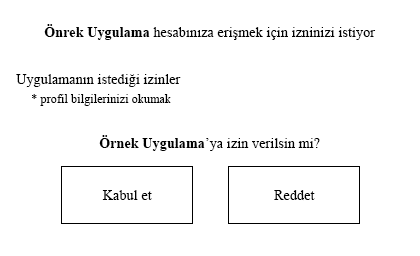 Önrek Uygulama hesabınıza erişmek için izninizi istiyor
Uygulamanın istediği izinler
* profil bilgilerinizi okumak
Örnek Uygulama'ya izin verilsin mi?
Kabul et
Reddet